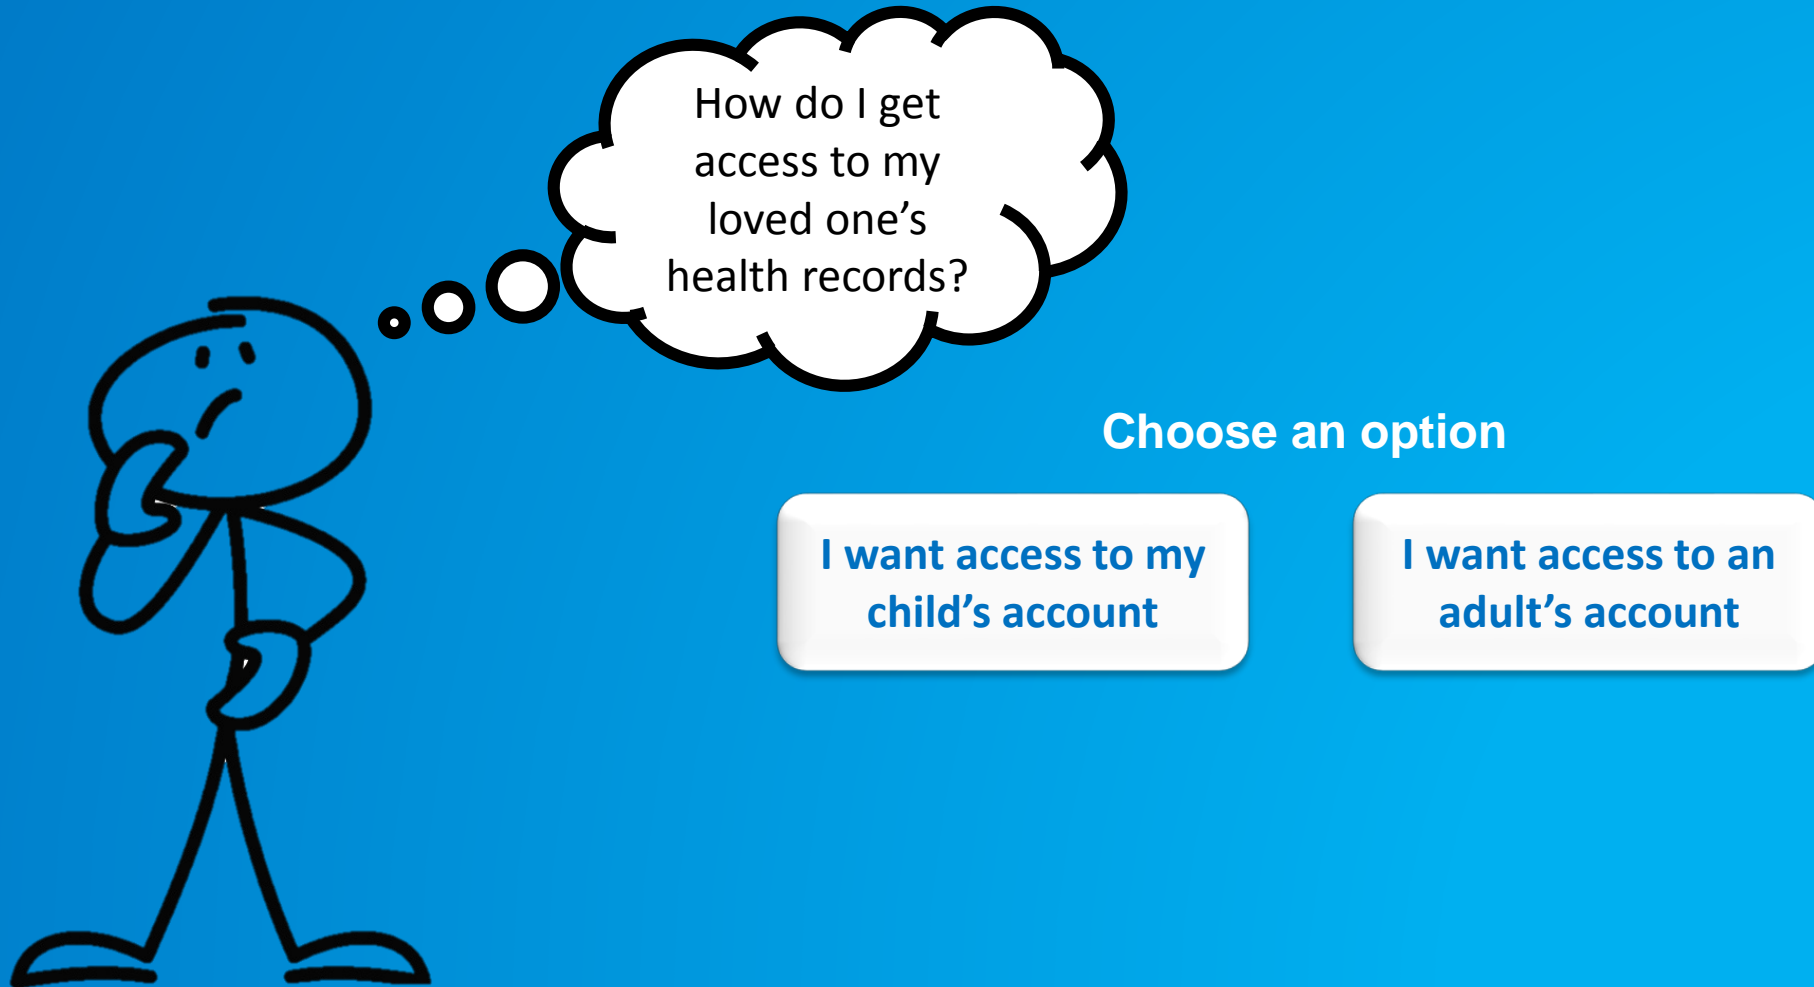 How do I get
access to my
loved one’s
health records?
Choose an option
I want access to my
child’s account
I want access to an
adult’s account